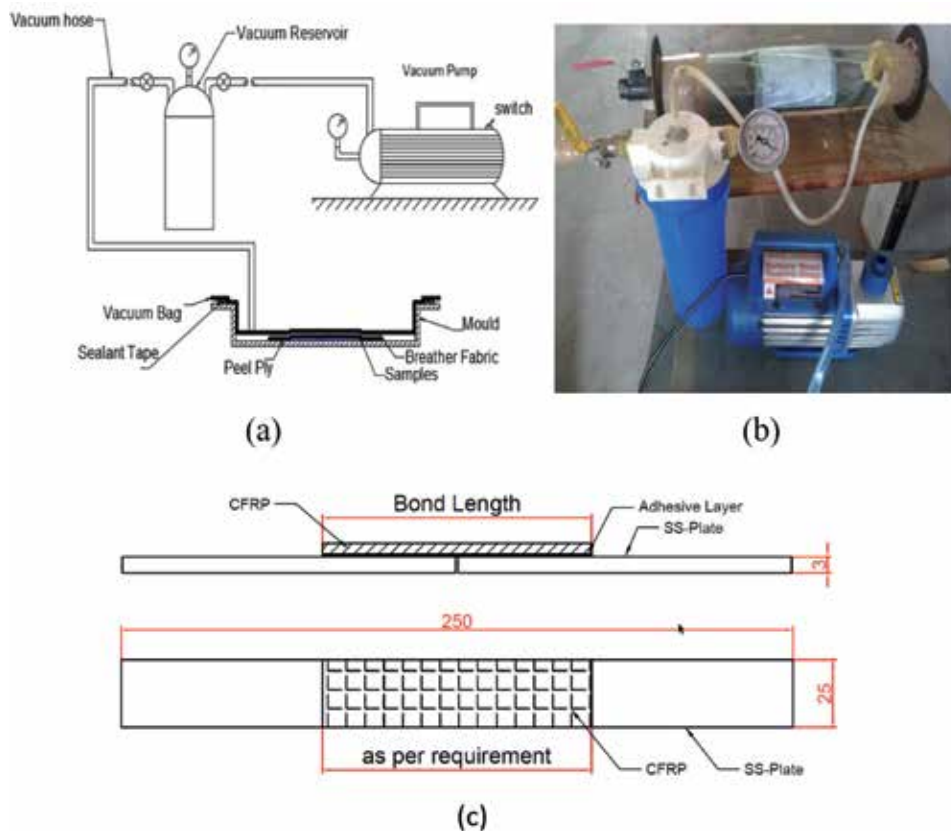 Vacuum hose
Vacuum Reservoir
Vacuum Pump
switch
Vacuum Bag
Sealant Tape
Peel Ply
Mould
Breather Fabric
Samples
(a)
(b)
CFRP
Bond Length
Adhesive Layer
SS-Plate
3
250
25
as per requirement
CFRP
SS-Plate
(c)